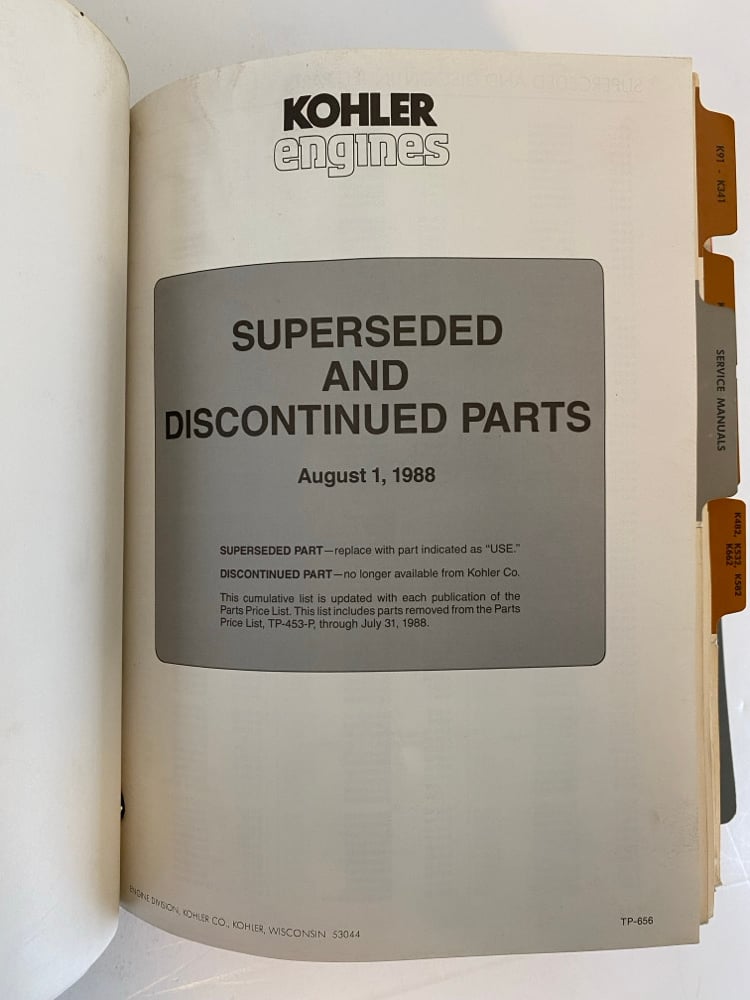 KOHLER
engines
SUPERSEDED
AND
DISCONTINUED PARTS
August 1, 1988
SUPERSEDED PART—replace with part indicated as “USE.”
DISCONTINUED PART—no longer available from Kohler Co.
This cumulative list is updated with each publication of the
Parts Price List. This list includes parts removed from the Parts
Price List, TP-453-P, through July 31, 1988.
ENGINE DIVISION, KOHLER CO., KOHLER, WISCONSIN 53044
TP-656
K91 - K341
SERVICE MANUALS
K482, K532, K582
K662